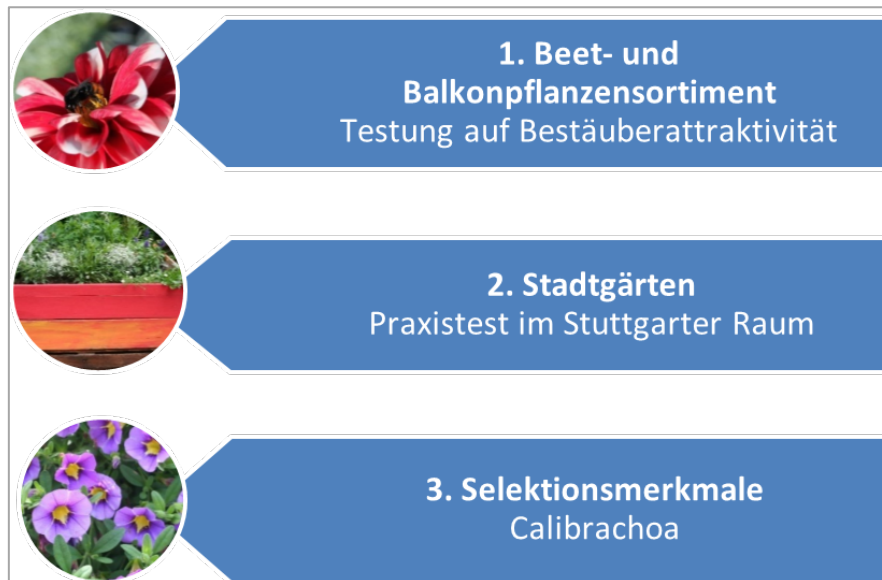 1. Beet- und
Balkonpflanzensortiment
Testung auf Bestäuberattraktivität
2. Stadtgärten
Praxistest im Stuttgarter Raum
3. Selektionsmerkmale
Calibrachoa